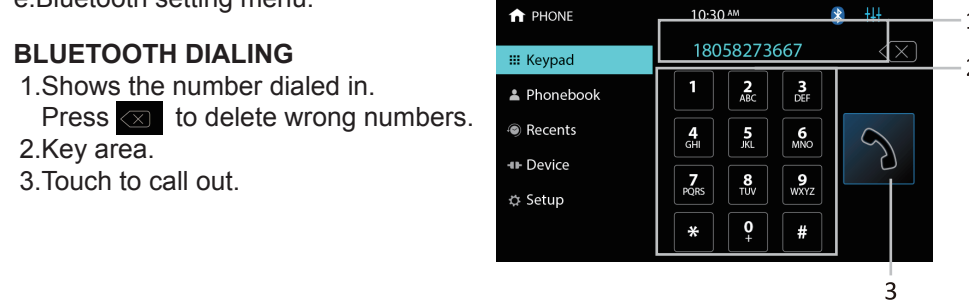 e.Bluetooth setting menu.
BLUETOOTH DIALING
1.Shows the number dialed in.
Press to delete wrong numbers.
2.Key area.
3.Touch to call out.
PHONE 10:30 AM
18058273667
Keypad
Phonebook
Recents
Device
Setup
1 2 ABC 3 DEF
4 GHI 5 JKL 6 MNO
7 PQRS 8 TUV 9 WXYZ
* 0 + #
3